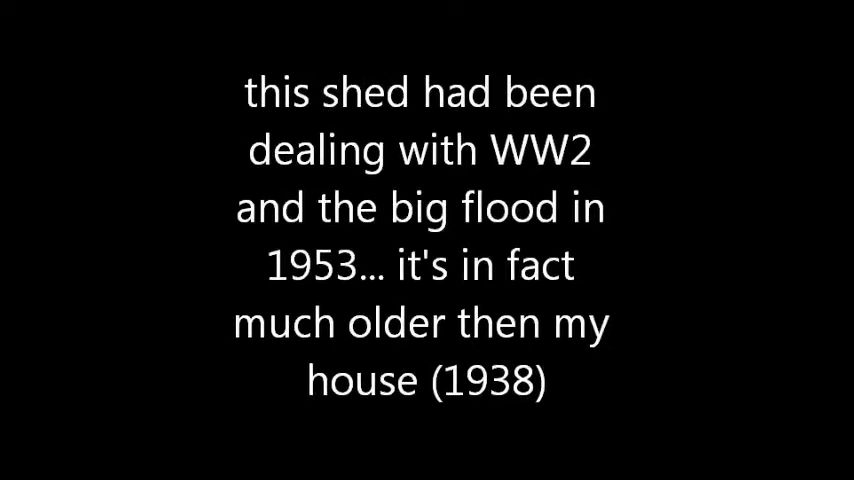 this shed had been
dealing with WW2
and the big flood in
1953... it's in fact
much older then my
house (1938)